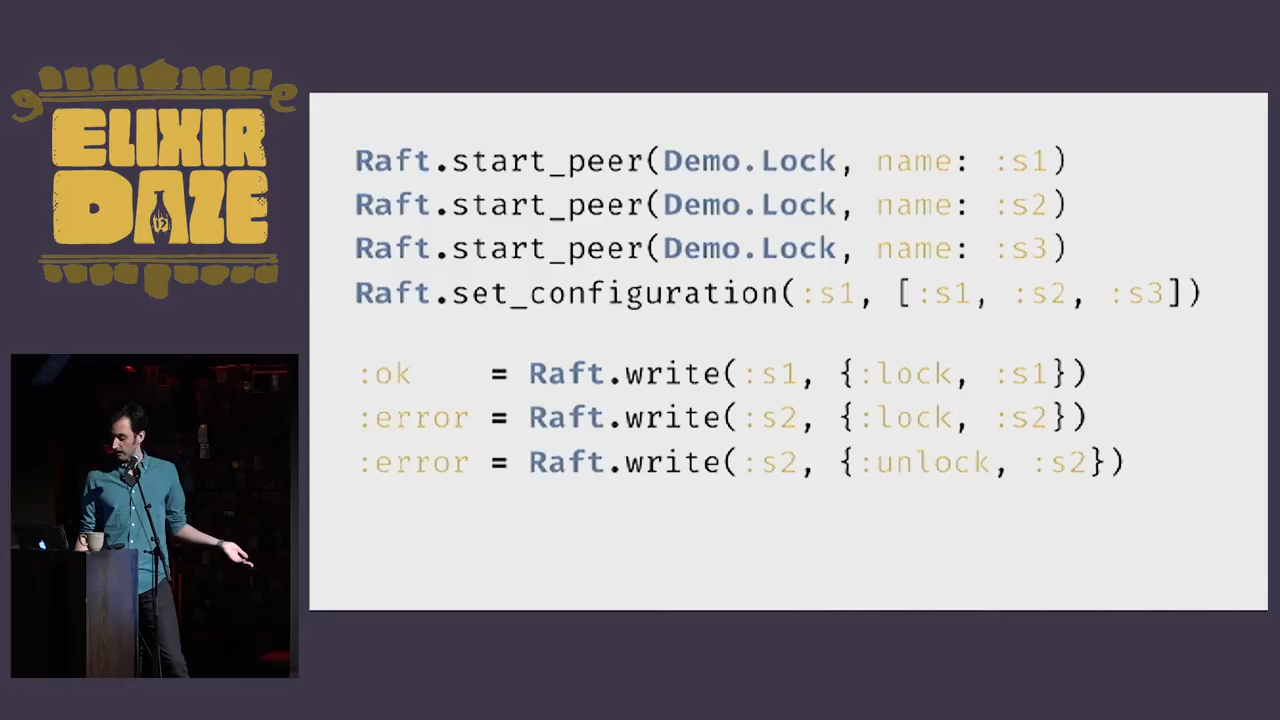 ELIXIR
DAZE
Raft.start_peer(Demo.Lock, name: :s1)
Raft.start_peer(Demo.Lock, name: :s2)
Raft.start_peer(Demo.Lock, name: :s3)
Raft.set_configuration(:s1, [:s1, :s2, :s3])
:ok    = Raft.write(:s1, {:lock, :s1})
:error = Raft.write(:s2, {:lock, :s2})
:error = Raft.write(:s2, {:unlock, :s2})